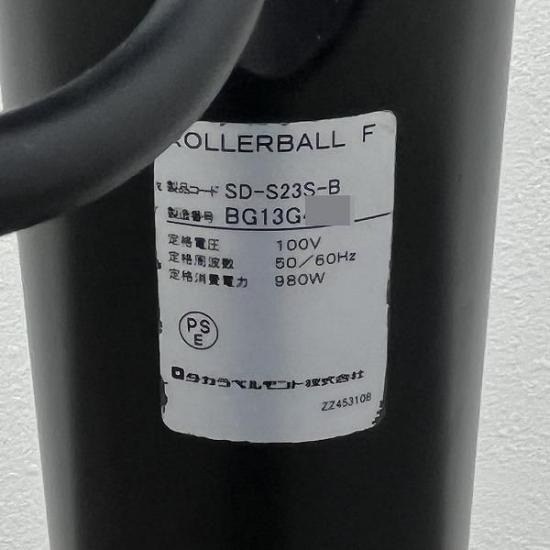 ROLLERBALL F
製品コード SD-S23S-B
製造番号 BG13G
定格電圧 100V
定格周波数 50/60Hz
定格消費電力 980W
PS
E
タカラベルモント株式会社
ZZ453108